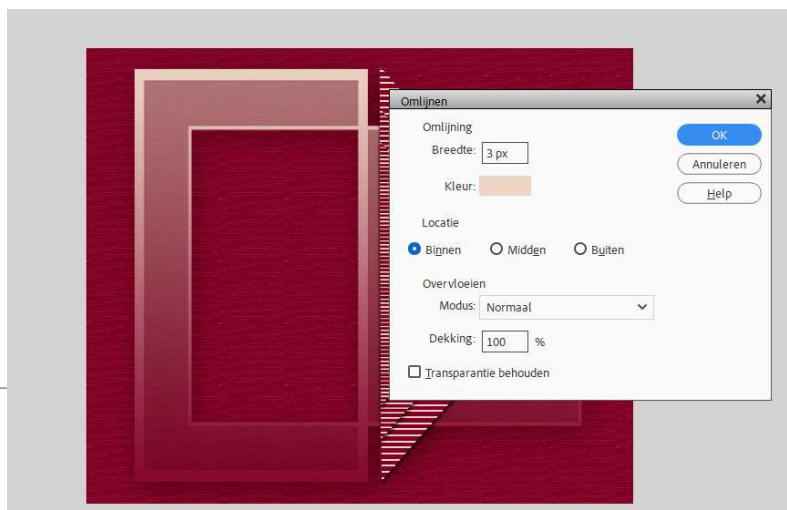 Omlijnen
Omlijning
Breedte: 3 px
Kleur:
Locatie
Binnen Midden Buiten
Overvloeien
Modus: Normaal
Dekking: 100 %
Transparantie behouden
OK
Annuleren
Help